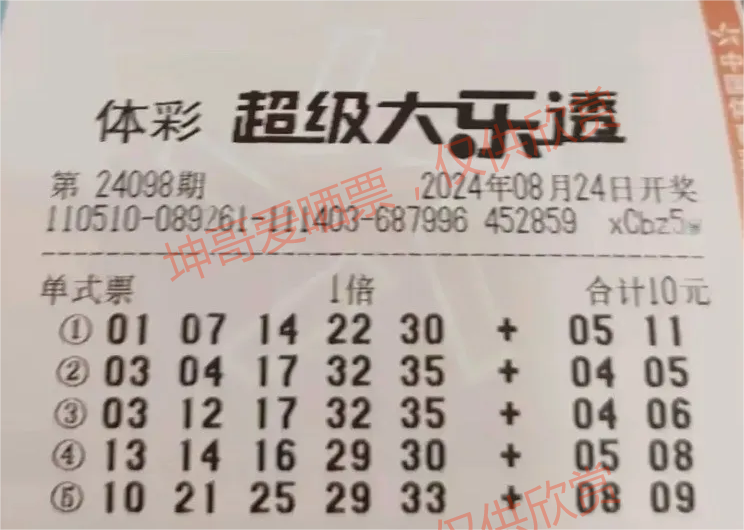 体彩 超级大乐透
第 24098期 2024年08月24日开奖
110510-089261-111403-687996 452859 xCbz5
单式票 1倍 合计10元
① 01 07 14 22 30 + 05 11
② 03 04 17 32 35 + 04 05
③ 03 12 17 32 35 + 04 06
④ 13 14 16 29 30 + 05 08
⑤ 10 21 25 29 33 + 08 09
坤哥爱晒票，仅供欣赏
仅供欣赏
中国体